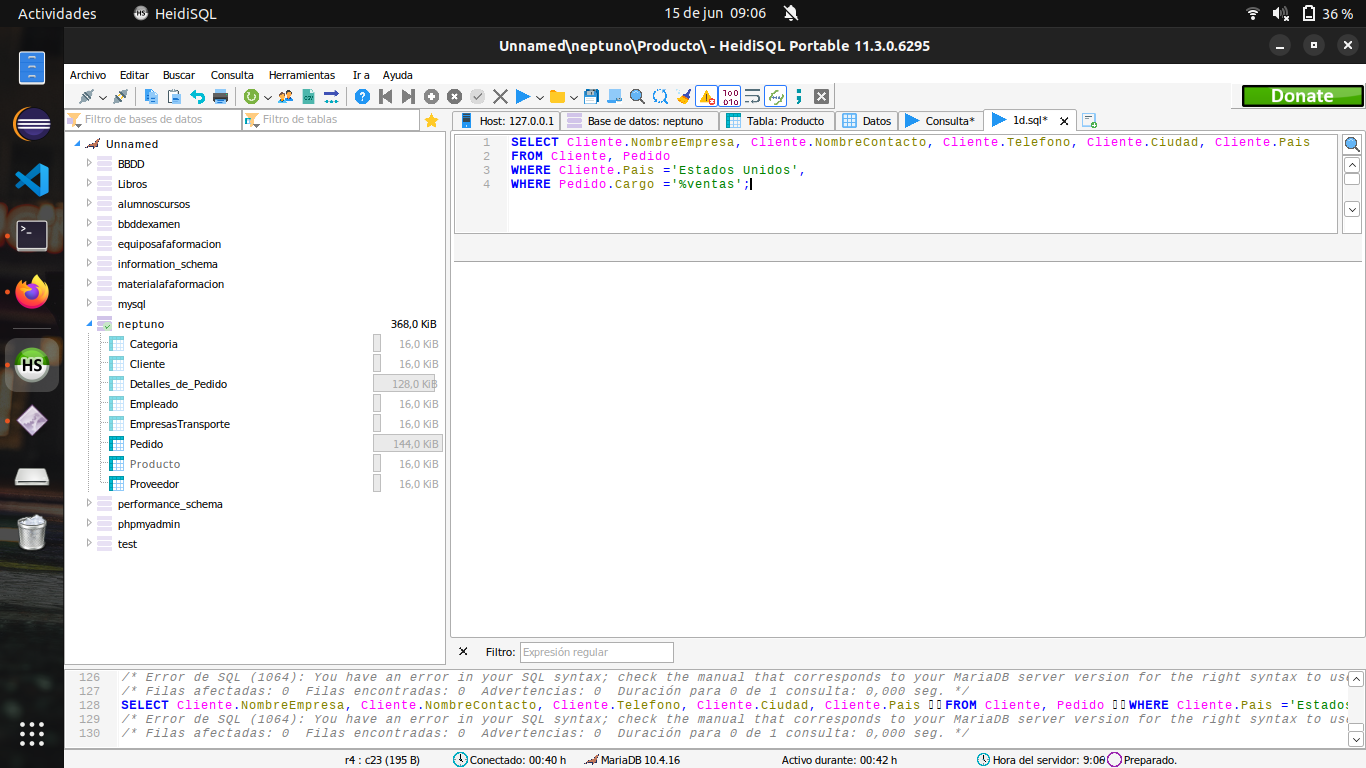 Actividades
HeidiSQL
15 de jun 09:06
36 %
Unnamed\neptuno\Producto\ - HeidiSQL Portable 11.3.0.6295
Archivo Editar Buscar Consulta Herramientas Ir a Ayuda
Donate
Filtro de bases de datos
Filtro de tablas
Host: 127.0.0.1
Base de datos: neptuno
Tabla: Producto
Datos
Consulta*
1d.sql*
Unnamed
BBDD
Libros
alumnoscursos
bbddexamen
equiposafaformacion
information_schema
materialafaformacion
mysql
neptuno 368,0 KiB
Categoria 16,0 KiB
Cliente 16,0 KiB
Detalles_de_Pedido 128,0 KiB
Empleado 16,0 KiB
EmpresasTransporte 16,0 KiB
Pedido 144,0 KiB
Producto 16,0 KiB
Proveedor 16,0 KiB
performance_schema
phpmyadmin
test
1 SELECT Cliente.NombreEmpresa, Cliente.NombreContacto, Cliente.Telefono, Cliente.Ciudad, Cliente.Pais
2 FROM Cliente, Pedido
3 WHERE Cliente.Pais ='Estados Unidos',
4 WHERE Pedido.Cargo ='%ventas';
Filtro: Expresión regular
126 /* Error de SQL (1064): You have an error in your SQL syntax; check the manual that corresponds to your MariaDB server version for the right syntax to use
127 /* Filas afectadas: 0 Filas encontradas: 0 Advertencias: 0 Duración para 0 de 1 consulta: 0,000 seg. */
128 SELECT Cliente.NombreEmpresa, Cliente.NombreContacto, Cliente.Telefono, Cliente.Ciudad, Cliente.Pais FROM Cliente, Pedido WHERE Cliente.Pais ='Estados
129 /* Error de SQL (1064): You have an error in your SQL syntax; check the manual that corresponds to your MariaDB server version for the right syntax to use
130 /* Filas afectadas: 0 Filas encontradas: 0 Advertencias: 0 Duración para 0 de 1 consulta: 0,000 seg. */
r4 : c23 (195 B)
Conectado: 00:40 h
MariaDB 10.4.16
Activo durante: 00:42 h
Hora del servidor: 9:06
Preparado.